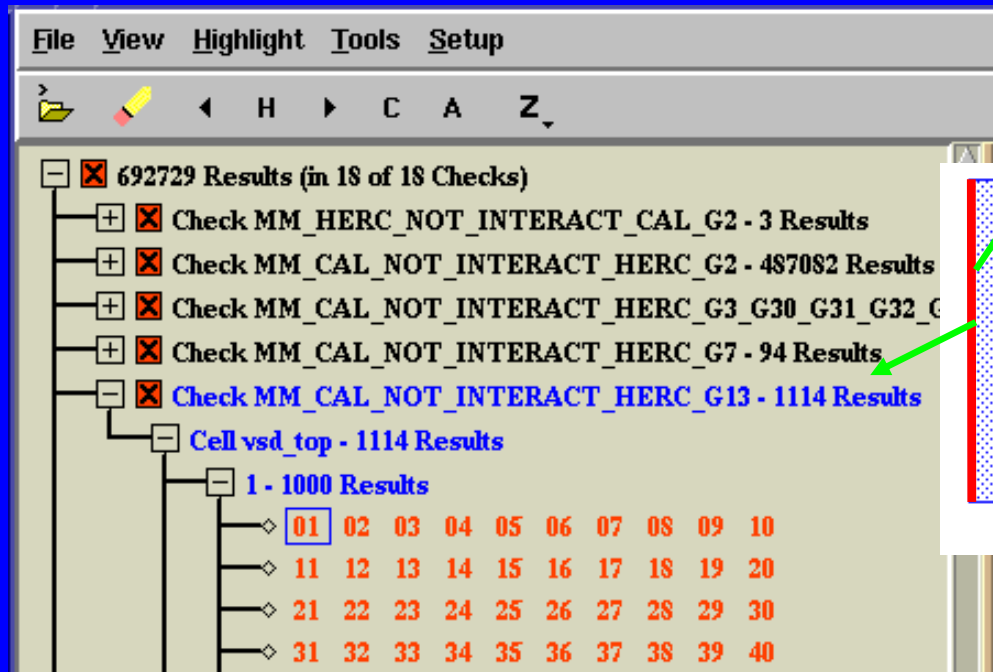 File View Highlight Tools Setup
H C A Z
692729 Results (in 18 of 18 Checks)
Check MM_HERC_NOT_INTERACT_CAL_G2 - 3 Results
Check MM_CAL_NOT_INTERACT_HERC_G2 - 487082 Results
Check MM_CAL_NOT_INTERACT_HERC_G3_G30_G31_G32_G
Check MM_CAL_NOT_INTERACT_HERC_G7 - 94 Results
Check MM_CAL_NOT_INTERACT_HERC_G13 - 1114 Results
Cell vsd_top - 1114 Results
1 - 1000 Results
01 02 03 04 05 06 07 08 09 10
11 12 13 14 15 16 17 18 19 20
21 22 23 24 25 26 27 28 29 30
31 32 33 34 35 36 37 38 39 40